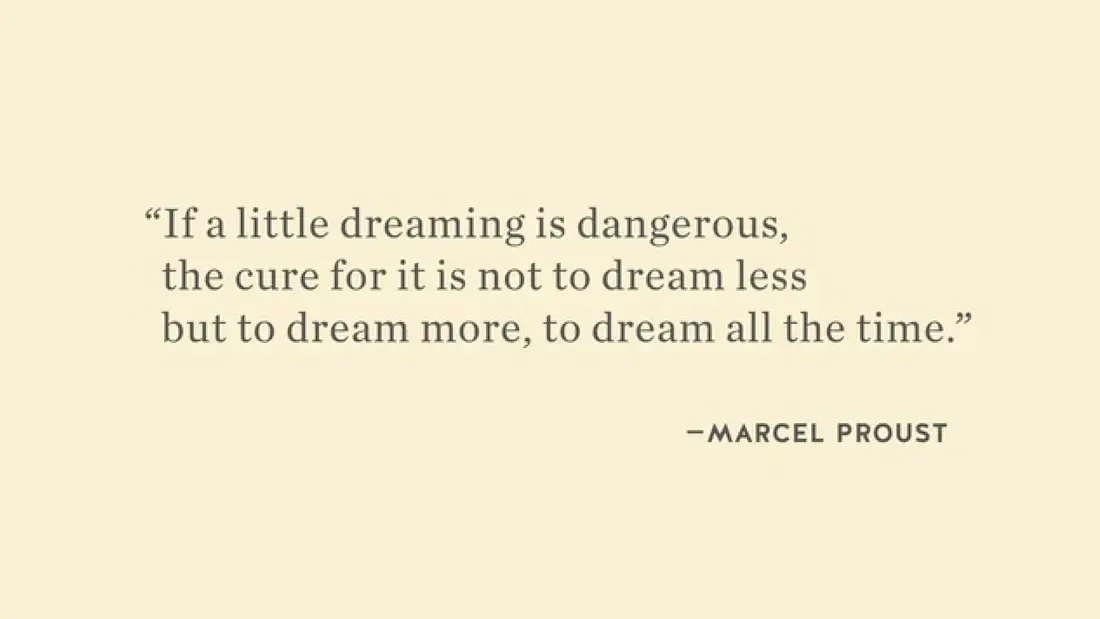 “If a little dreaming is dangerous,
the cure for it is not to dream less
but to dream more, to dream all the time.”
—MARCEL PROUST